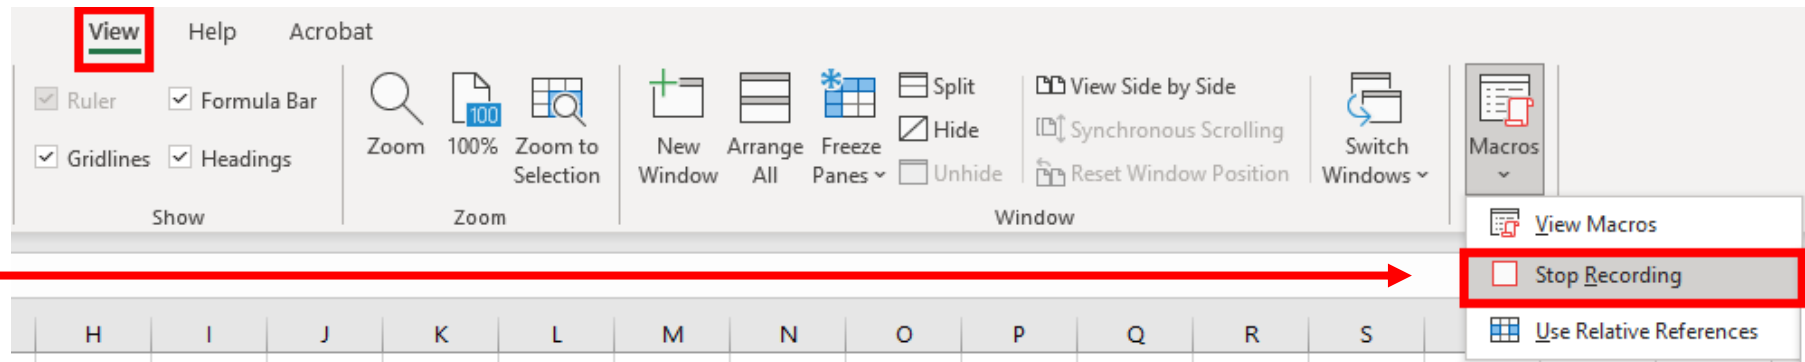 View Help Acrobat
Ruler Formula Bar
Gridlines Headings
Show
Zoom
100
100%
Zoom to
Selection
Zoom
New
Window
Arrange
All
Freeze
Panes
Split
Hide
Unhide
View Side by Side
Synchronous Scrolling
Reset Window Position
Switch
Windows
Window
Macros
View Macros
Stop Recording
Use Relative References
H I J K L M N O P Q R S